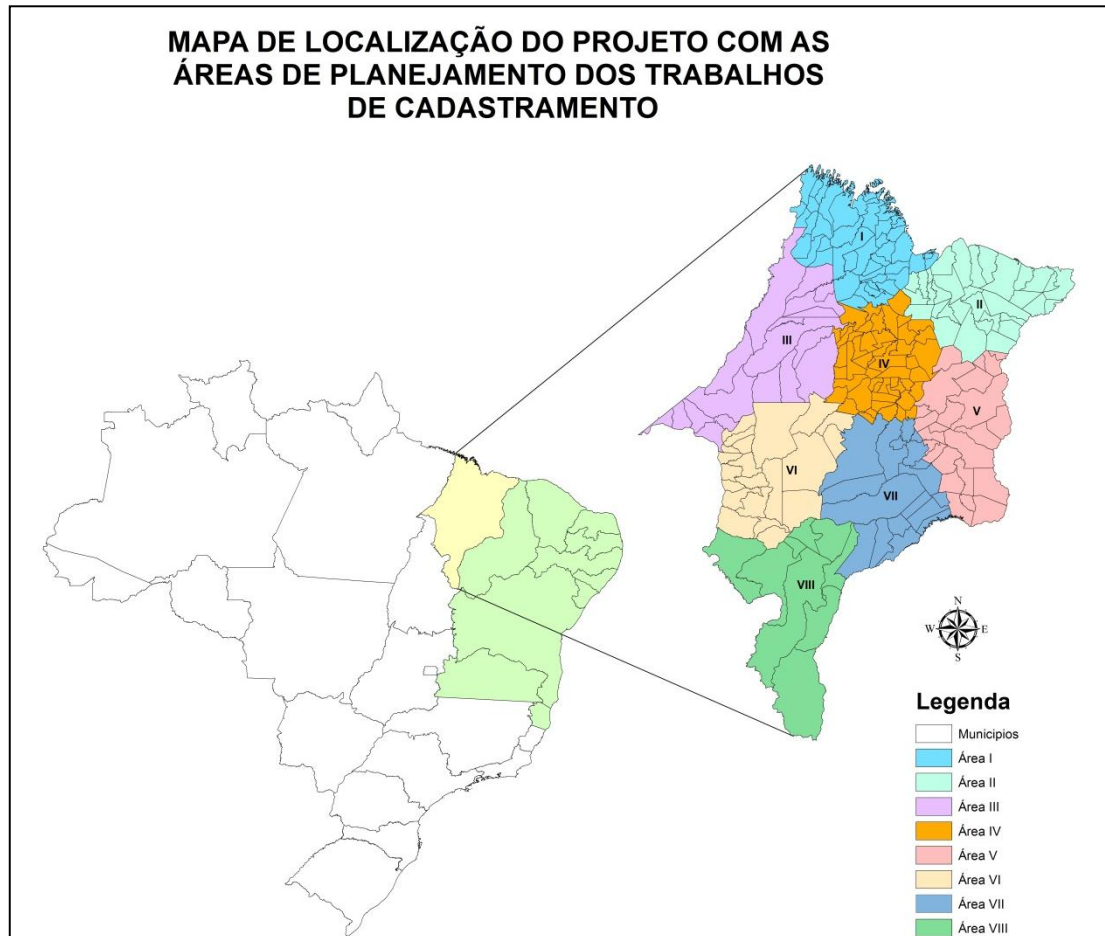 MAPA DE LOCALIZAÇÃO DO PROJETO COM AS
ÁREAS DE PLANEJAMENTO DOS TRABALHOS
DE CADASTRAMENTO
I
II
III
IV
V
VI
VII
VIII
N
W E
S
Legenda
Municipios
Área I
Área II
Área III
Área IV
Área V
Área VI
Área VII
Área VIII